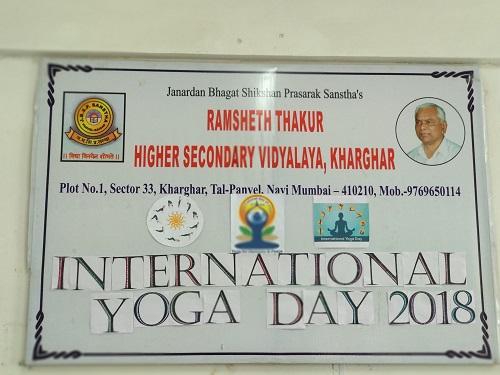 Janardan Bhagat Shikshan Prasarak Sanstha's
RAMSHETH THAKUR
HIGHER SECONDARY VIDYALAYA, KHARGHAR
Plot No.1, Sector 33, Kharghar, Tal-Panvel, Navi Mumbai – 410210, Mob.-9769650114
International Yoga Day
INTERNATIONAL
YOGA DAY 2018